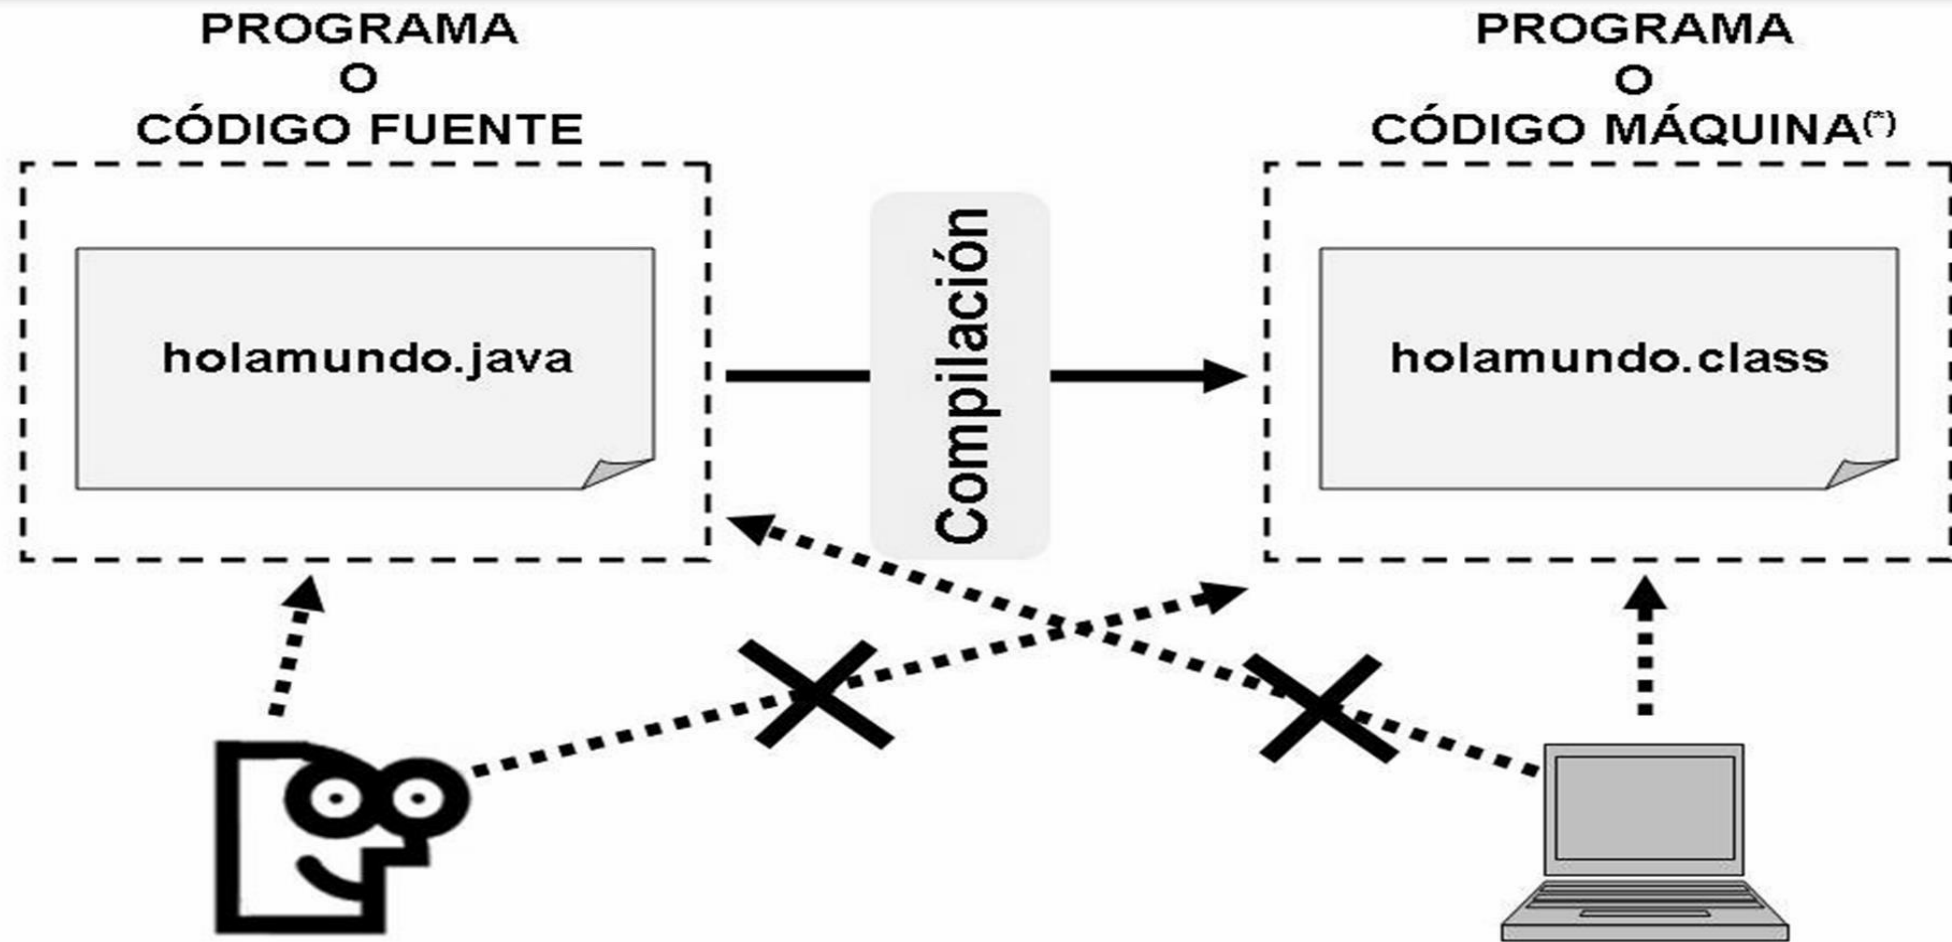 PROGRAMA
O
CÓDIGO FUENTE
holamundo.java
Compilación
PROGRAMA
O
CÓDIGO MÁQUINA(*)
holamundo.class